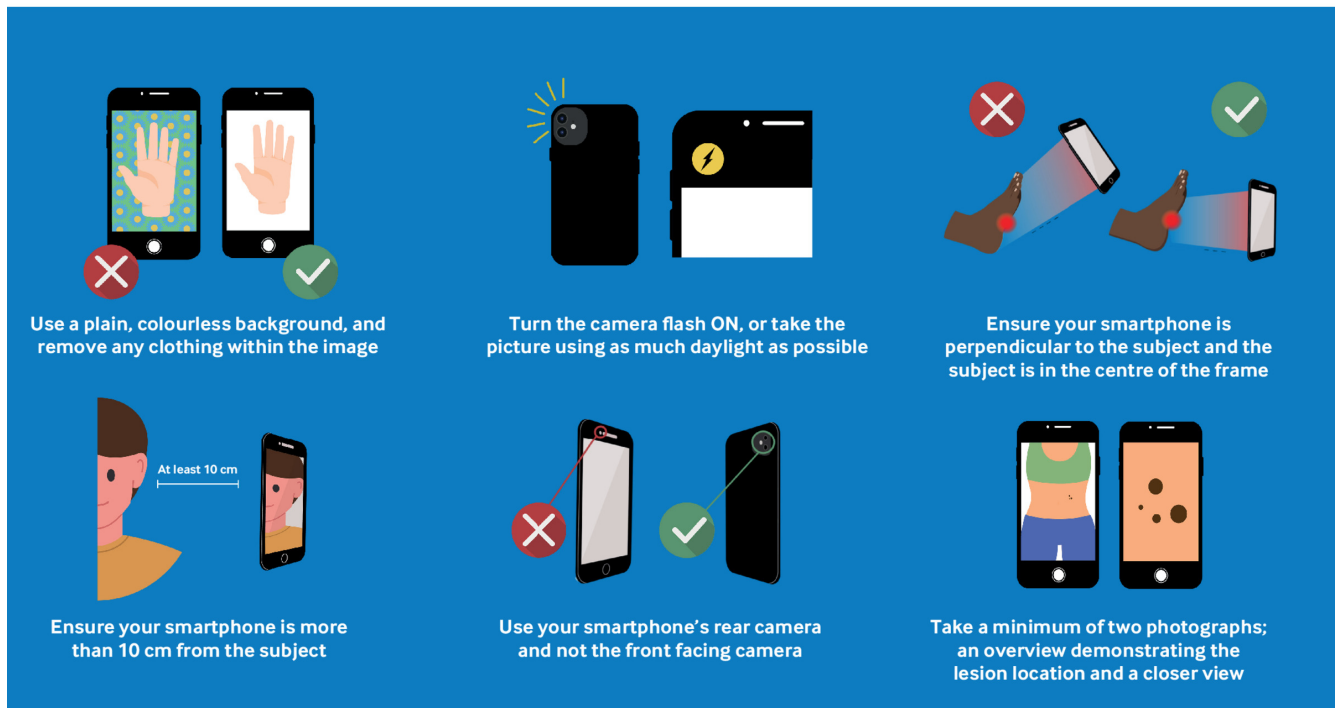 Use a plain, colourless background, and
remove any clothing within the image
Turn the camera flash ON, or take the
picture using as much daylight as possible
Ensure your smartphone is
perpendicular to the subject and the
subject is in the centre of the frame
At least 10 cm
Ensure your smartphone is more
than 10 cm from the subject
Use your smartphone’s rear camera
and not the front facing camera
Take a minimum of two photographs;
an overview demonstrating the
lesion location and a closer view